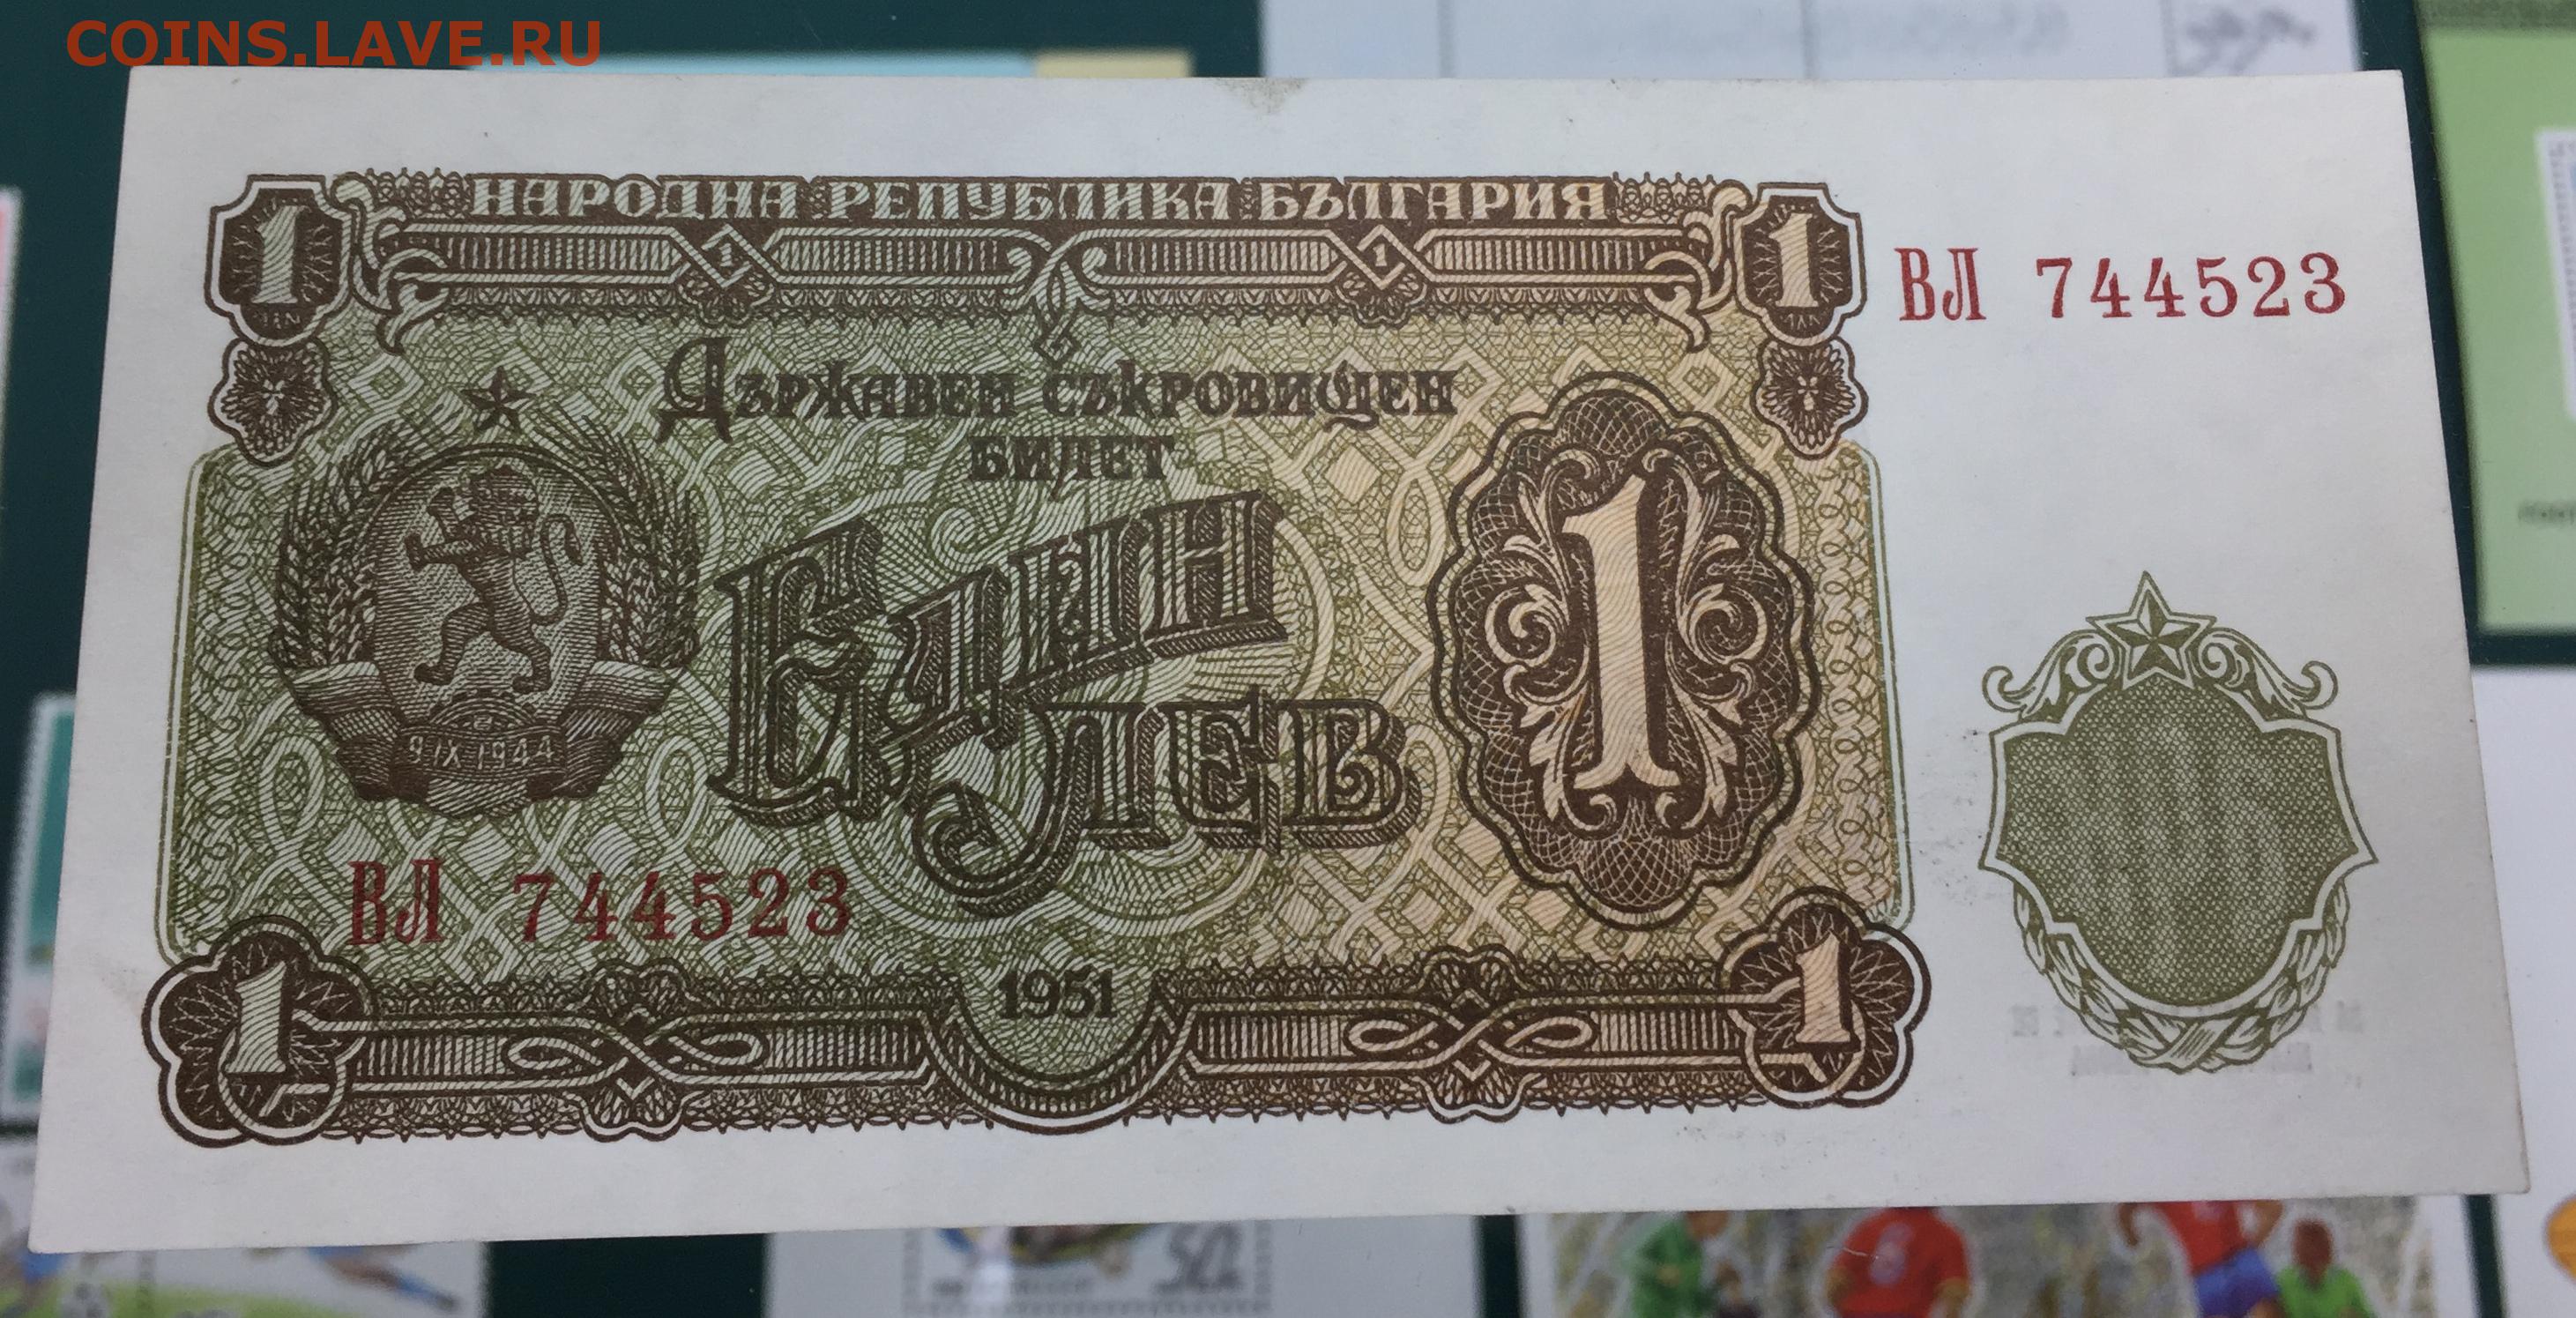 COINS.LAVE.RU
НАРОДНА РЕПУБЛИКА БЪЛГАРИЯ
1
1
1
1
ВЛ 744523
ДЪРЖАВЕН СЪКРОВИЩЕН
БИЛЕТ
ЕДИН
ЛЕВ
1
9 IX 1944
ВЛ 744523
1951
1
1